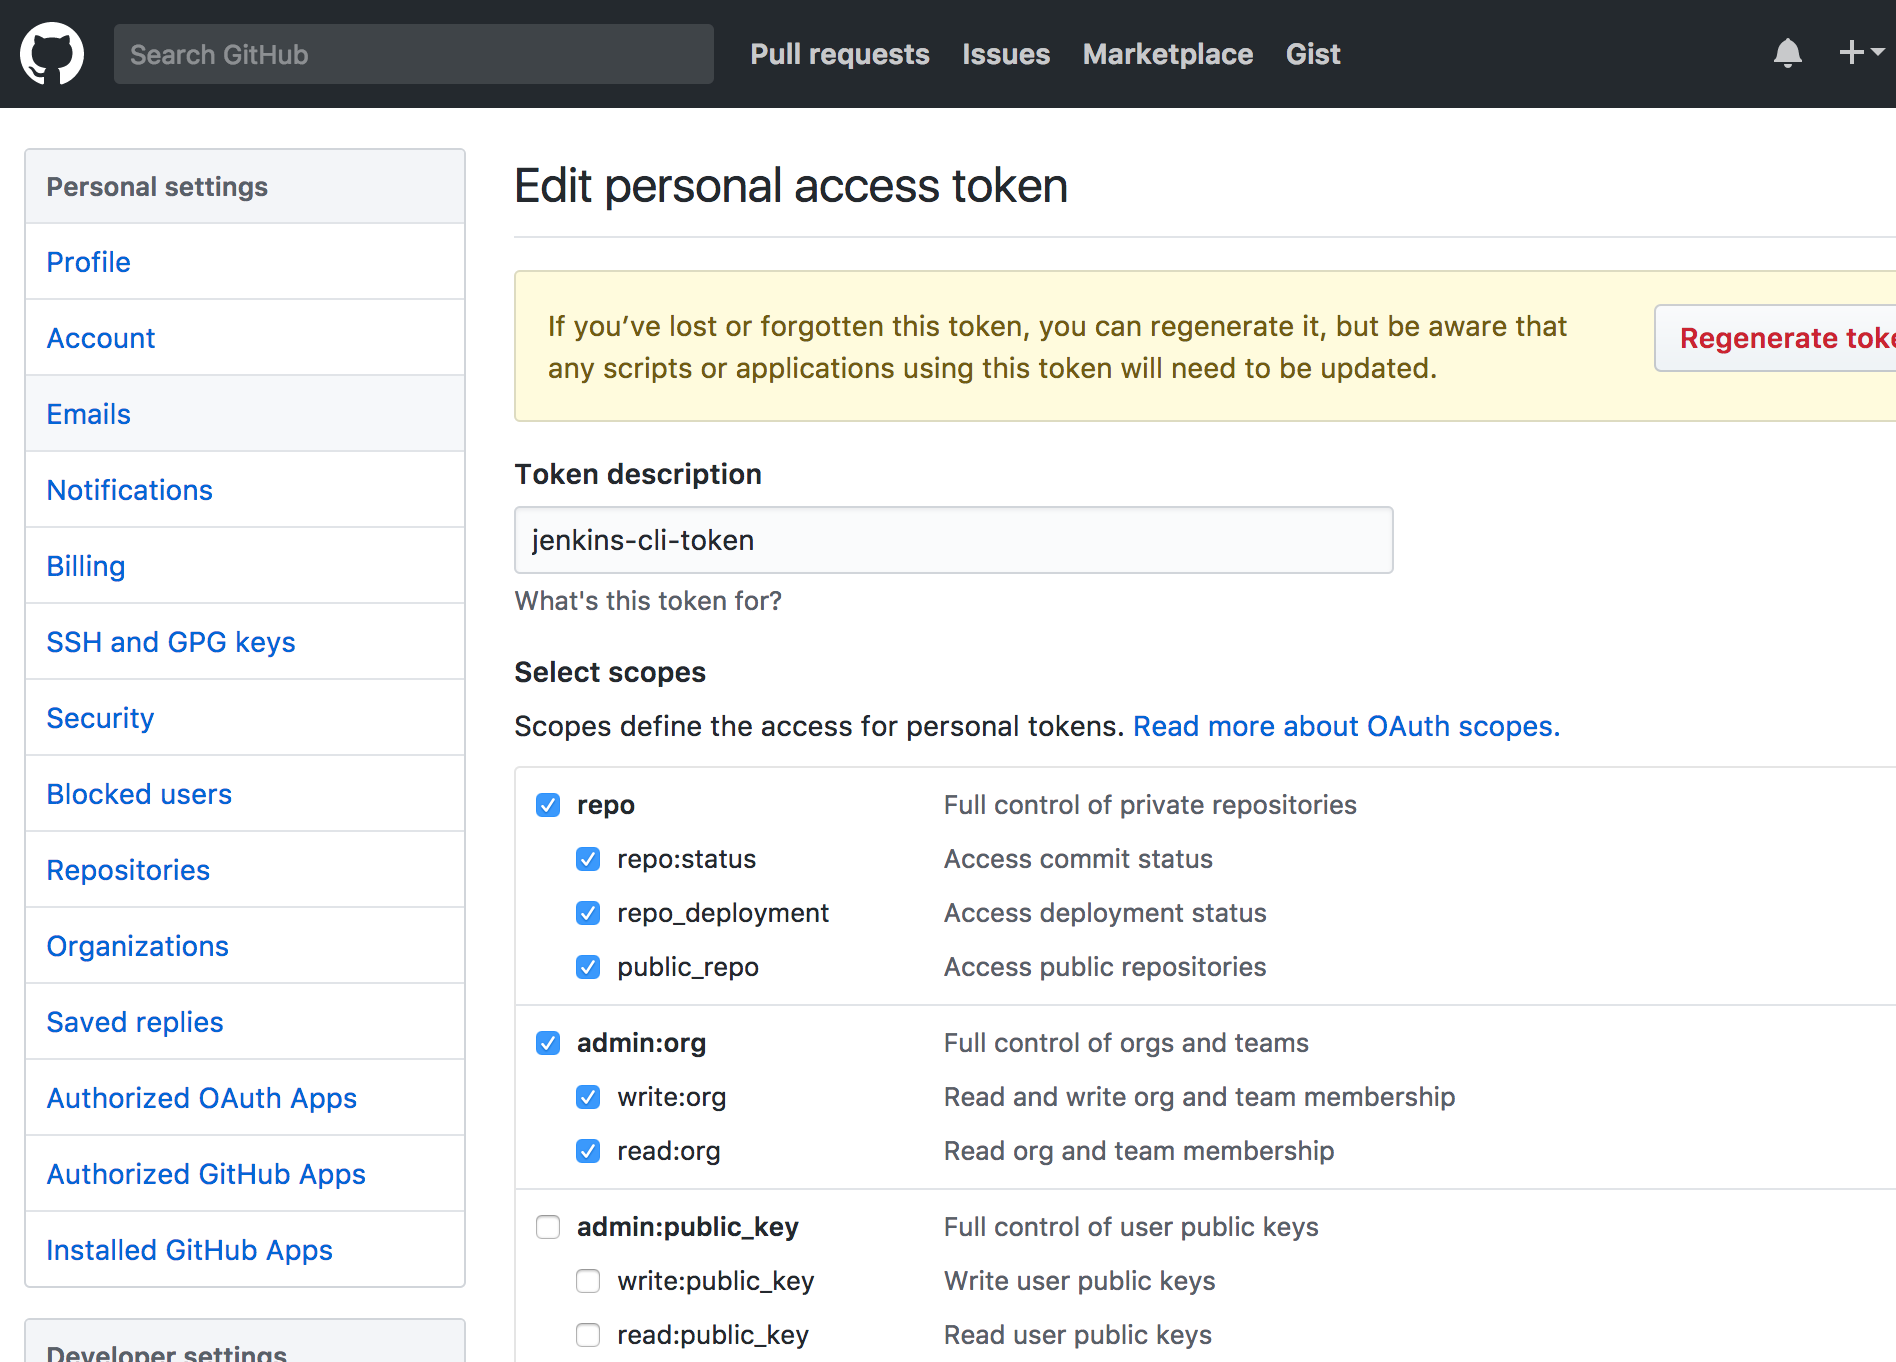 Search GitHub
Pull requests Issues Marketplace Gist
Personal settings
Profile
Account
Emails
Notifications
Billing
SSH and GPG keys
Security
Blocked users
Repositories
Organizations
Saved replies
Authorized OAuth Apps
Authorized GitHub Apps
Installed GitHub Apps
Developer settings
Edit personal access token
If you’ve lost or forgotten this token, you can regenerate it, but be aware that
any scripts or applications using this token will need to be updated.
Regenerate toke
Token description
jenkins-cli-token
What's this token for?
Select scopes
Scopes define the access for personal tokens. Read more about OAuth scopes.
repo Full control of private repositories
repo:status Access commit status
repo_deployment Access deployment status
public_repo Access public repositories
admin:org Full control of orgs and teams
write:org Read and write org and team membership
read:org Read org and team membership
admin:public_key Full control of user public keys
write:public_key Write user public keys
read:public_key Read user public keys